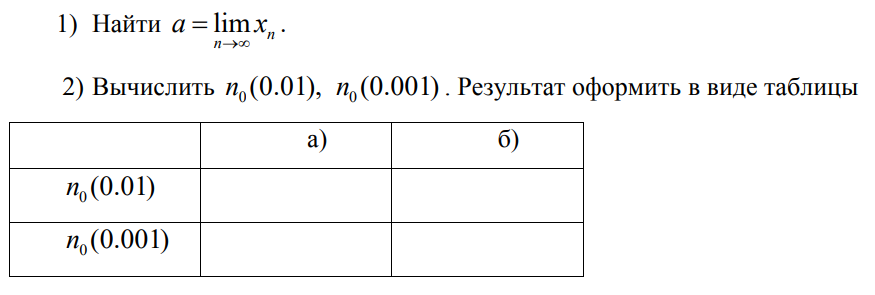 1) Найти a = lim x_n .
n→∞
2) Вычислить n_0(0.01), n_0(0.001) . Результат оформить в виде таблицы
а) б)
n_0(0.01)
n_0(0.001)